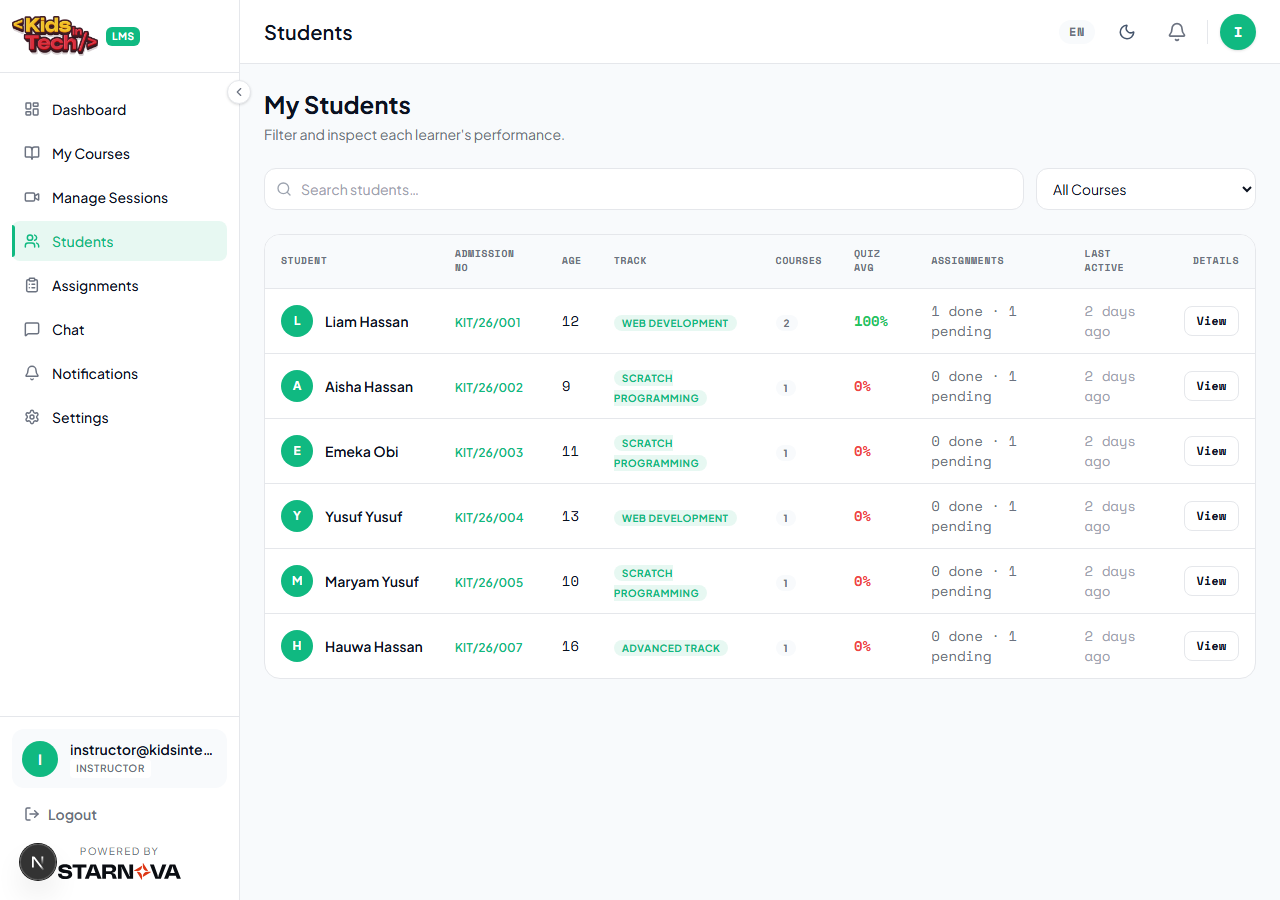 <Kids in Tech/> LMS
Students
EN
I
Dashboard
My Courses
Manage Sessions
Students
Assignments
Chat
Notifications
Settings
My Students
Filter and inspect each learner's performance.
Search students…
All Courses
STUDENT ADMISSION NO AGE TRACK COURSES QUIZ AVG ASSIGNMENTS LAST ACTIVE DETAILS
L Liam Hassan KIT/26/001 12 WEB DEVELOPMENT 2 100% 1 done · 1 pending 2 days ago View
A Aisha Hassan KIT/26/002 9 SCRATCH PROGRAMMING 1 0% 0 done · 1 pending 2 days ago View
E Emeka Obi KIT/26/003 11 SCRATCH PROGRAMMING 1 0% 0 done · 1 pending 2 days ago View
Y Yusuf Yusuf KIT/26/004 13 WEB DEVELOPMENT 1 0% 0 done · 1 pending 2 days ago View
M Maryam Yusuf KIT/26/005 10 SCRATCH PROGRAMMING 1 0% 0 done · 1 pending 2 days ago View
H Hauwa Hassan KIT/26/007 16 ADVANCED TRACK 1 0% 0 done · 1 pending 2 days ago View
I instructor@kidsinte…
INSTRUCTOR
Logout
POWERED BY
N STARNOVA